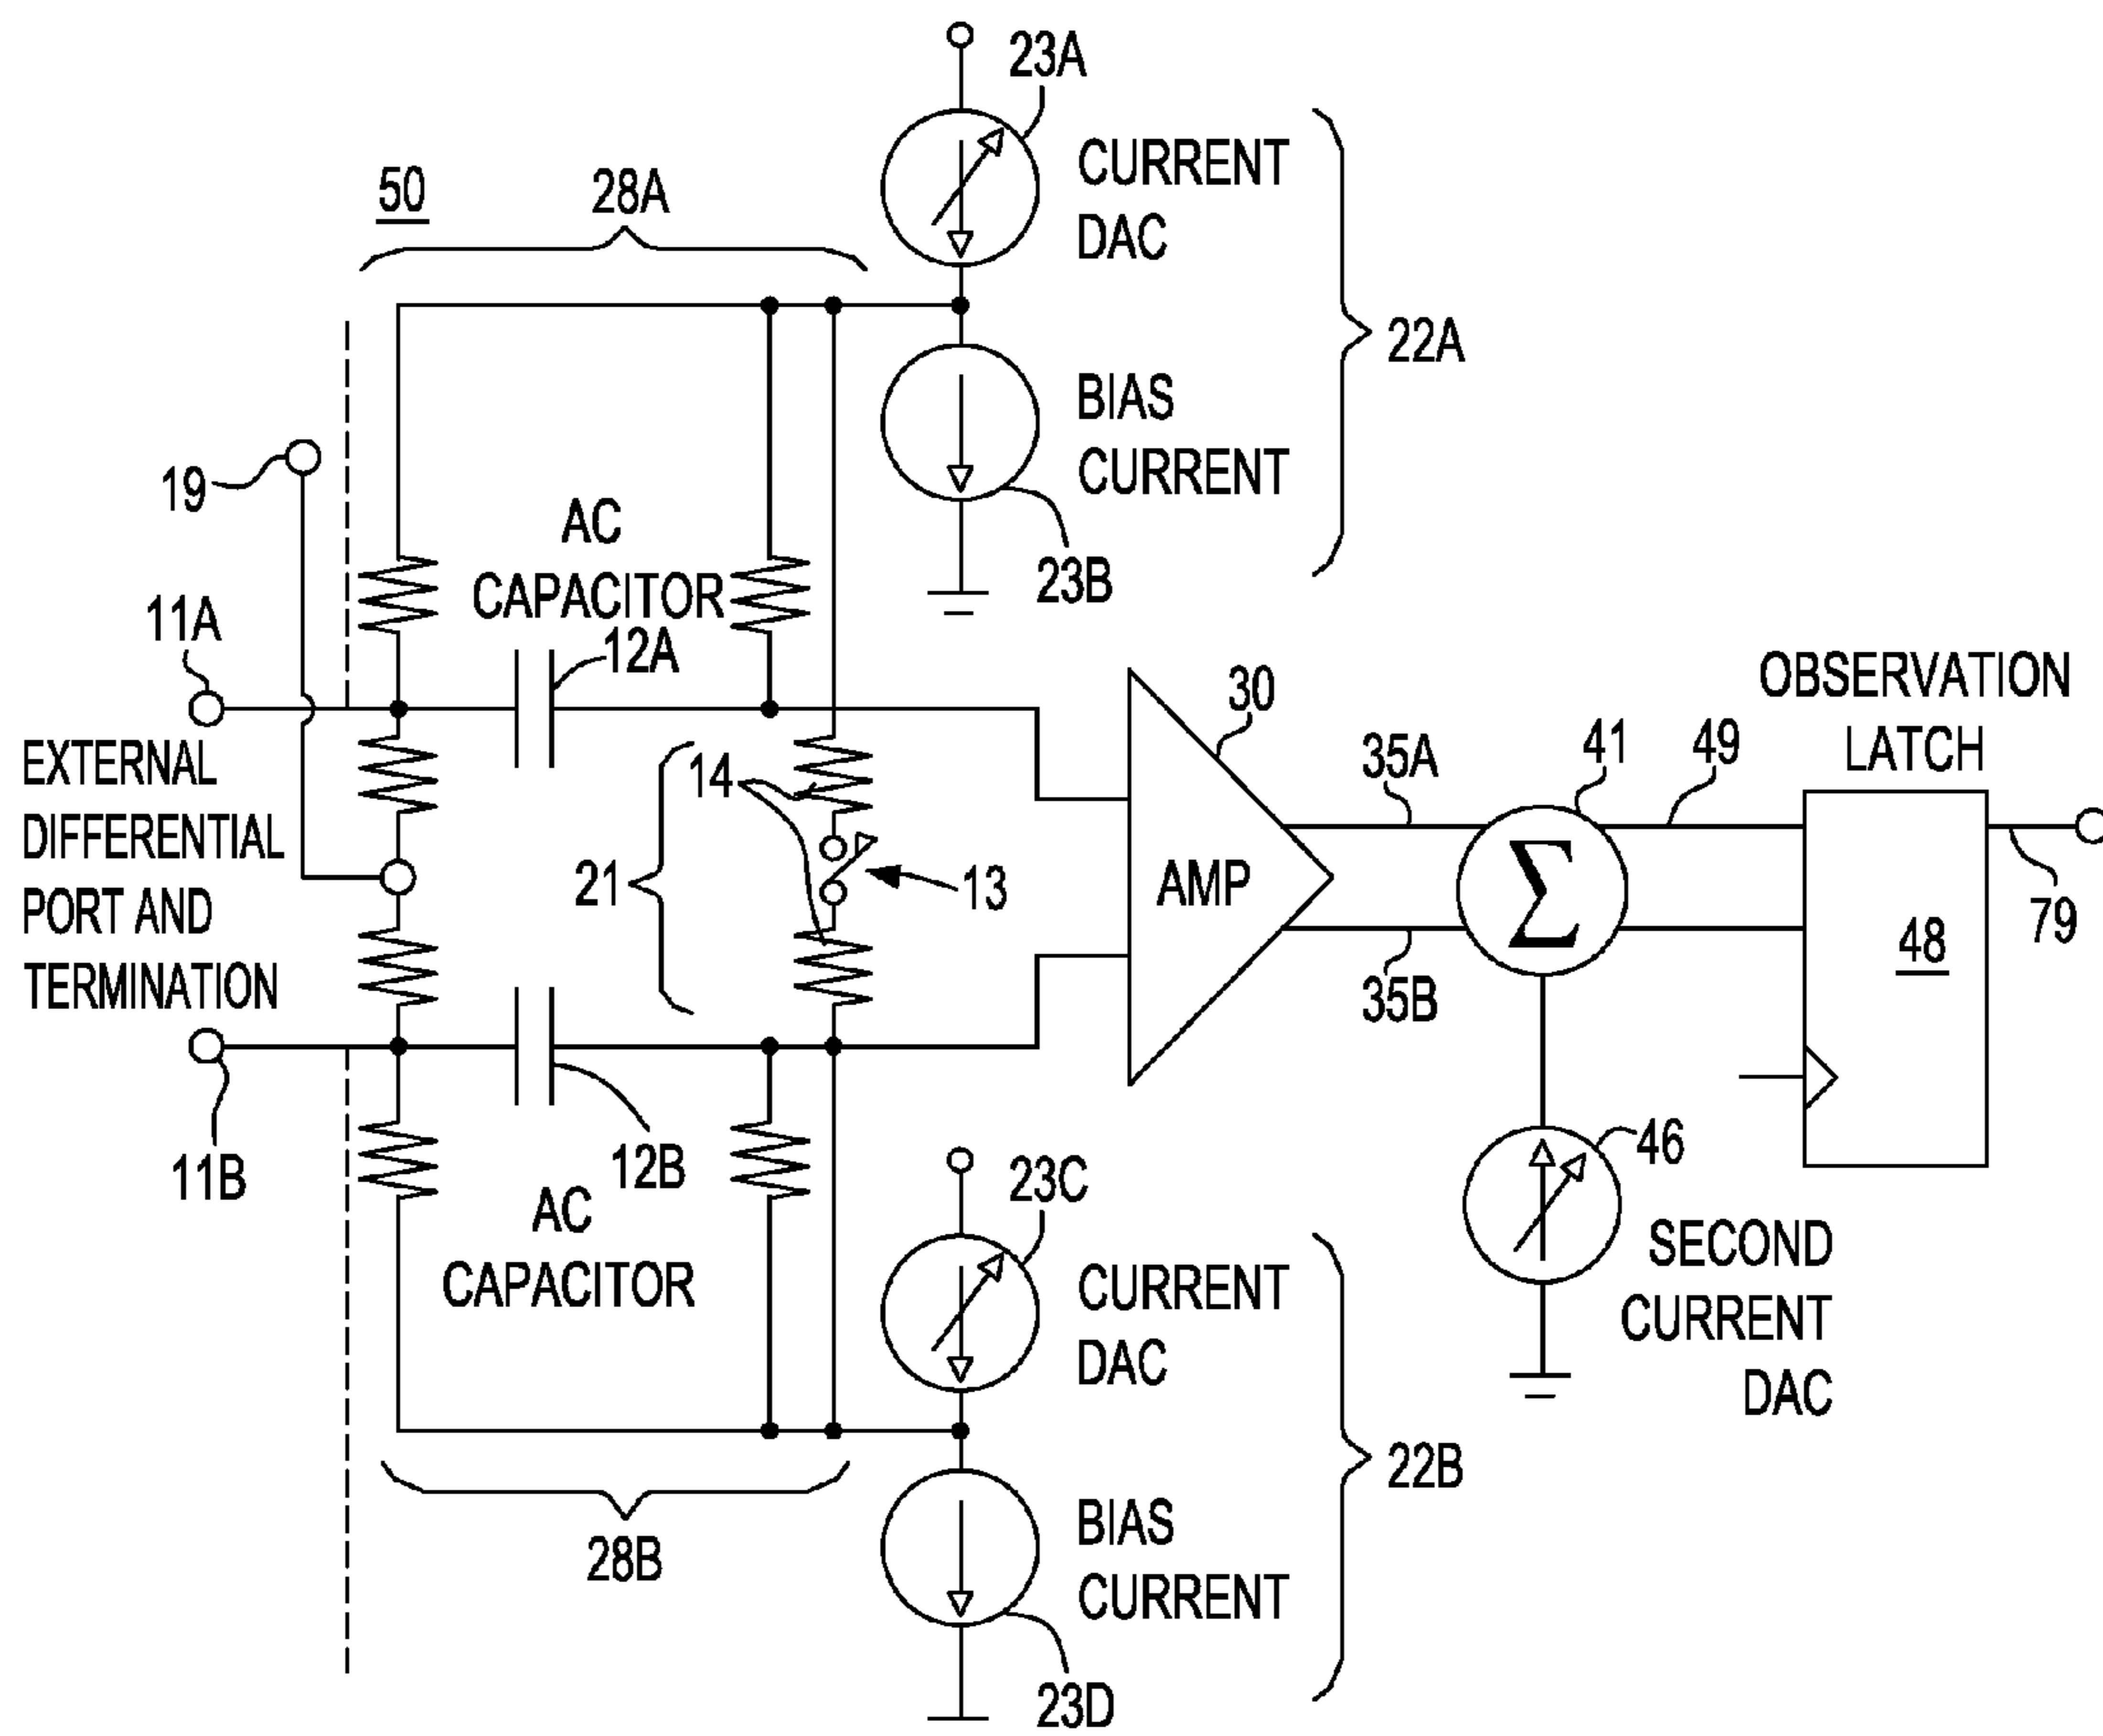 23A
CURRENT
DAC
50
28A
22A
BIAS
CURRENT
19
AC
CAPACITOR
23B
11A
12A
OBSERVATION
LATCH
30
EXTERNAL
DIFFERENTIAL
PORT AND
TERMINATION
14
35A
41
49
21
13
AMP
Σ
48
79
35B
11B
12B
AC
CAPACITOR
23C
CURRENT
DAC
46
SECOND
CURRENT
DAC
22B
28B
BIAS
CURRENT
23D